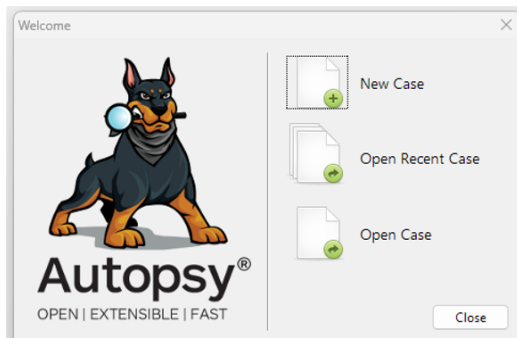 Welcome
New Case
Open Recent Case
Open Case
Autopsy®
OPEN | EXTENSIBLE | FAST
Close